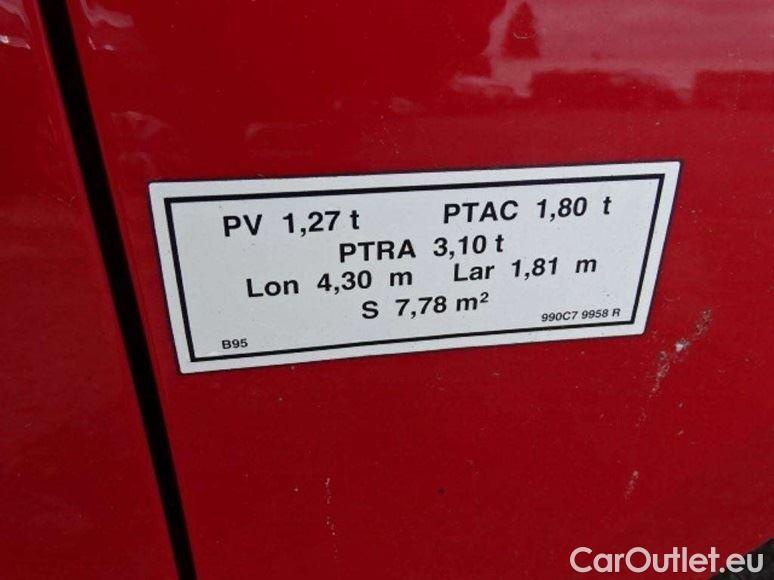 PV 1,27 t PTAC 1,80 t
PTRA 3,10 t
Lon 4,30 m Lar 1,81 m
S 7,78 m²
B95 990C7 9958 R
CarOutlet.eu